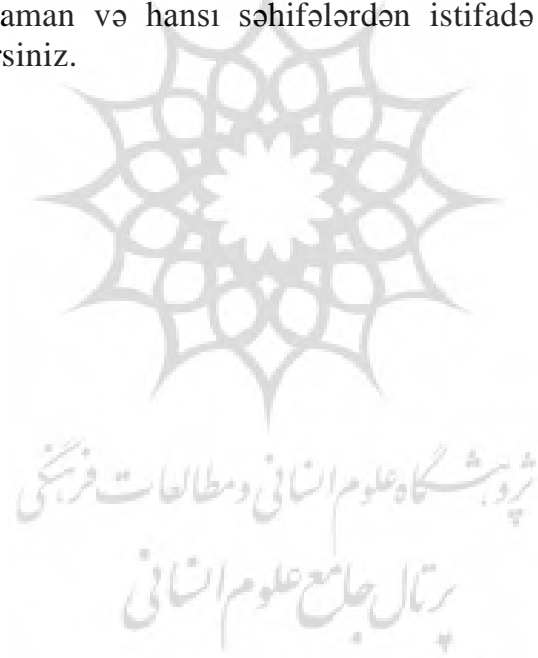 aman və hansı səhifələrdən istifadə
rsiniz.
پژوهشگاه علوم انسانی و مطالعات فرهنگی
پرتال جامع علوم انسانی